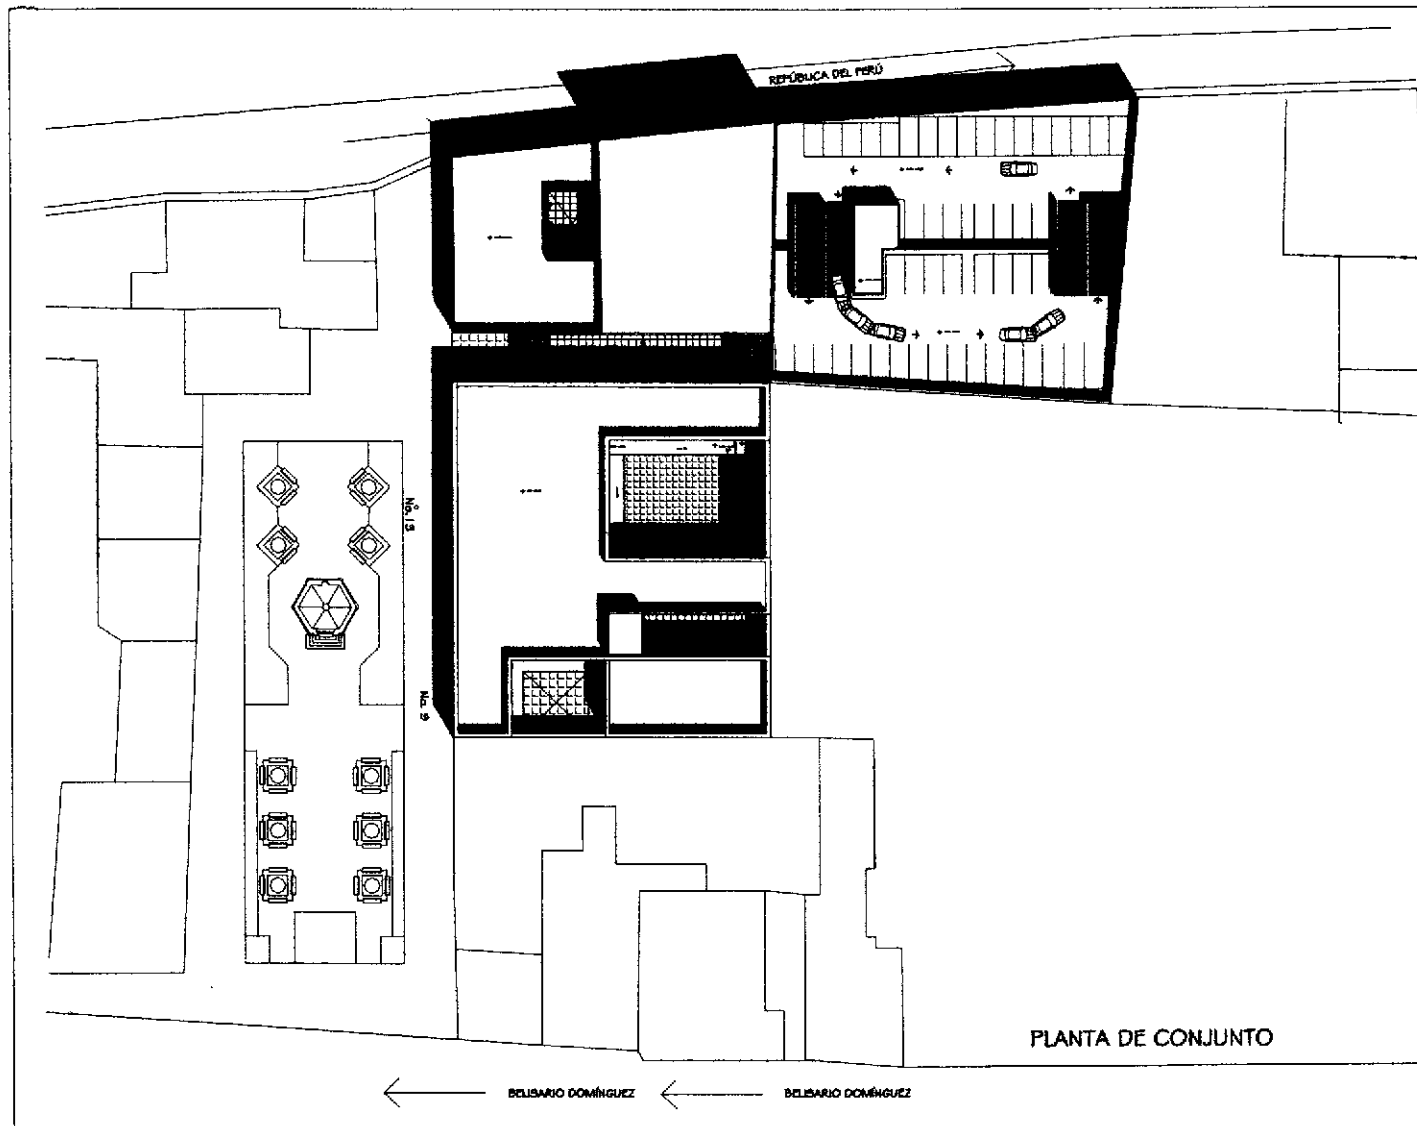 REPÚBLICA DEL PERÚ
No. 13
No. 9
PLANTA DE CONJUNTO
BELISARIO DOMÍNGUEZ
BELISARIO DOMÍNGUEZ